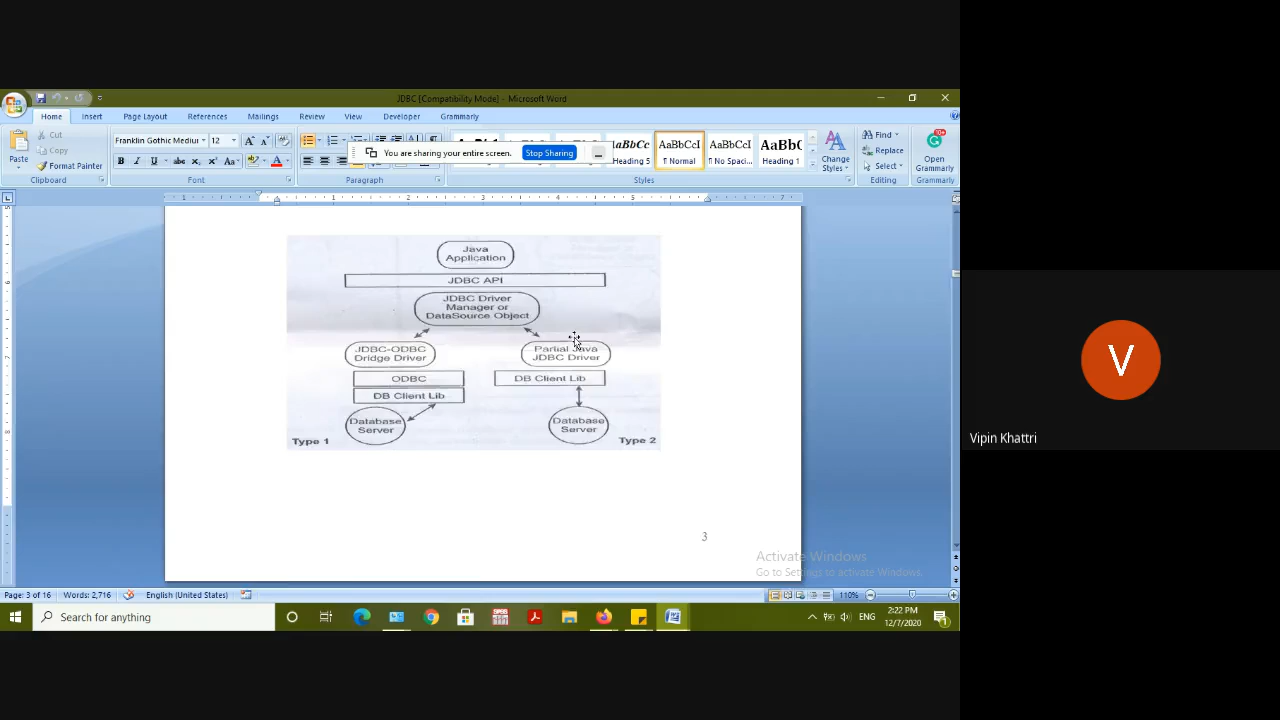 JDBC [Compatibility Mode] - Microsoft Word
Home Insert Page Layout References Mailings Review View Developer Grammarly
Paste
Cut
Copy
Format Painter
Clipboard
Franklin Gothic Mediu 12
Font
You are sharing your entire screen. Stop Sharing
Paragraph
AaBbCc AaBbCcI AaBbCcI AaBbC
Heading 5 ¶ Normal ¶ No Spaci... Heading 1
Change Styles
Styles
Find
Replace
Select
Editing
Open Grammarly
Grammarly
Java
Application
JDBC API
JDBC Driver
Manager or
DataSource Object
JDBC-ODBC
Dridge Driver
Partial Java
JDBC Driver
ODBC
DB Client Lib
DB Client Lib
Database
Server
Database
Server
Type 1
Type 2
3
Activate Windows
Go to Settings to activate Windows.
Page: 3 of 16 Words: 2,716 English (United States) 110%
Search for anything
ENG
2:22 PM
12/7/2020
V
Vipin Khattri